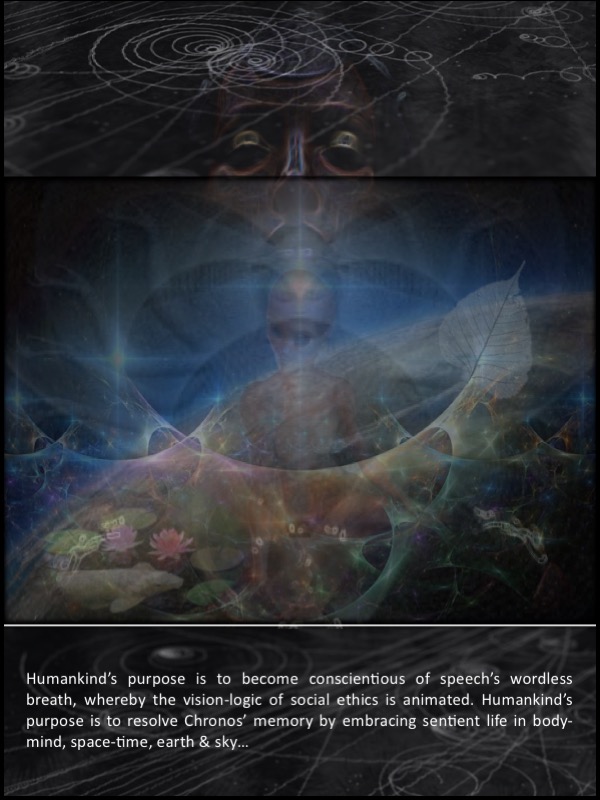 Humankind's purpose is to become conscientious of speech's wordless
breath, whereby the vision-logic of social ethics is animated. Humankind's
purpose is to resolve Chronos' memory by embracing sentient life in body-
mind, space-time, earth & sky…